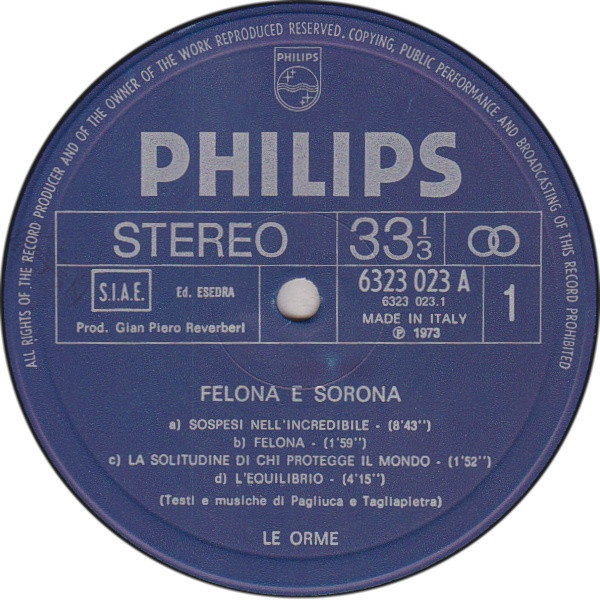 ALL RIGHTS OF THE RECORD PRODUCER AND OF THE OWNER OF THE WORK REPRODUCED RESERVED. COPYING, PUBLIC PERFORMANCE AND BROADCASTING OF THIS RECORD PROHIBITED
PHILIPS
PHILIPS
STEREO
33 1/3
S.I.A.E.
Ed. ESEDRA
Prod. Gian Piero Reverberi
6323 023 A
6323 023.1
MADE IN ITALY
℗ 1973
1
FELONA E SORONA
a) SOSPESI NELL'INCREDIBILE - (8'43'')
b) FELONA - (1'59'')
c) LA SOLITUDINE DI CHI PROTEGGE IL MONDO - (1'52'')
d) L'EQUILIBRIO - (4'15'')
(Testi e musiche di Pagliuca e Tagliapietra)
LE ORME